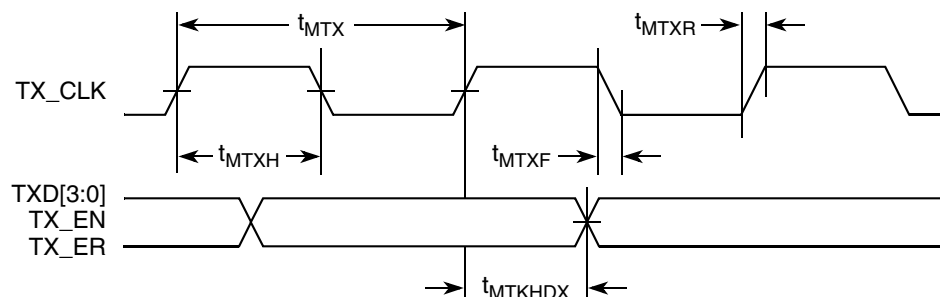 tMTX
tMTXR
TX_CLK
tMTXH
tMTXF
TXD[3:0]
TX_EN
TX_ER
tMTKHDX